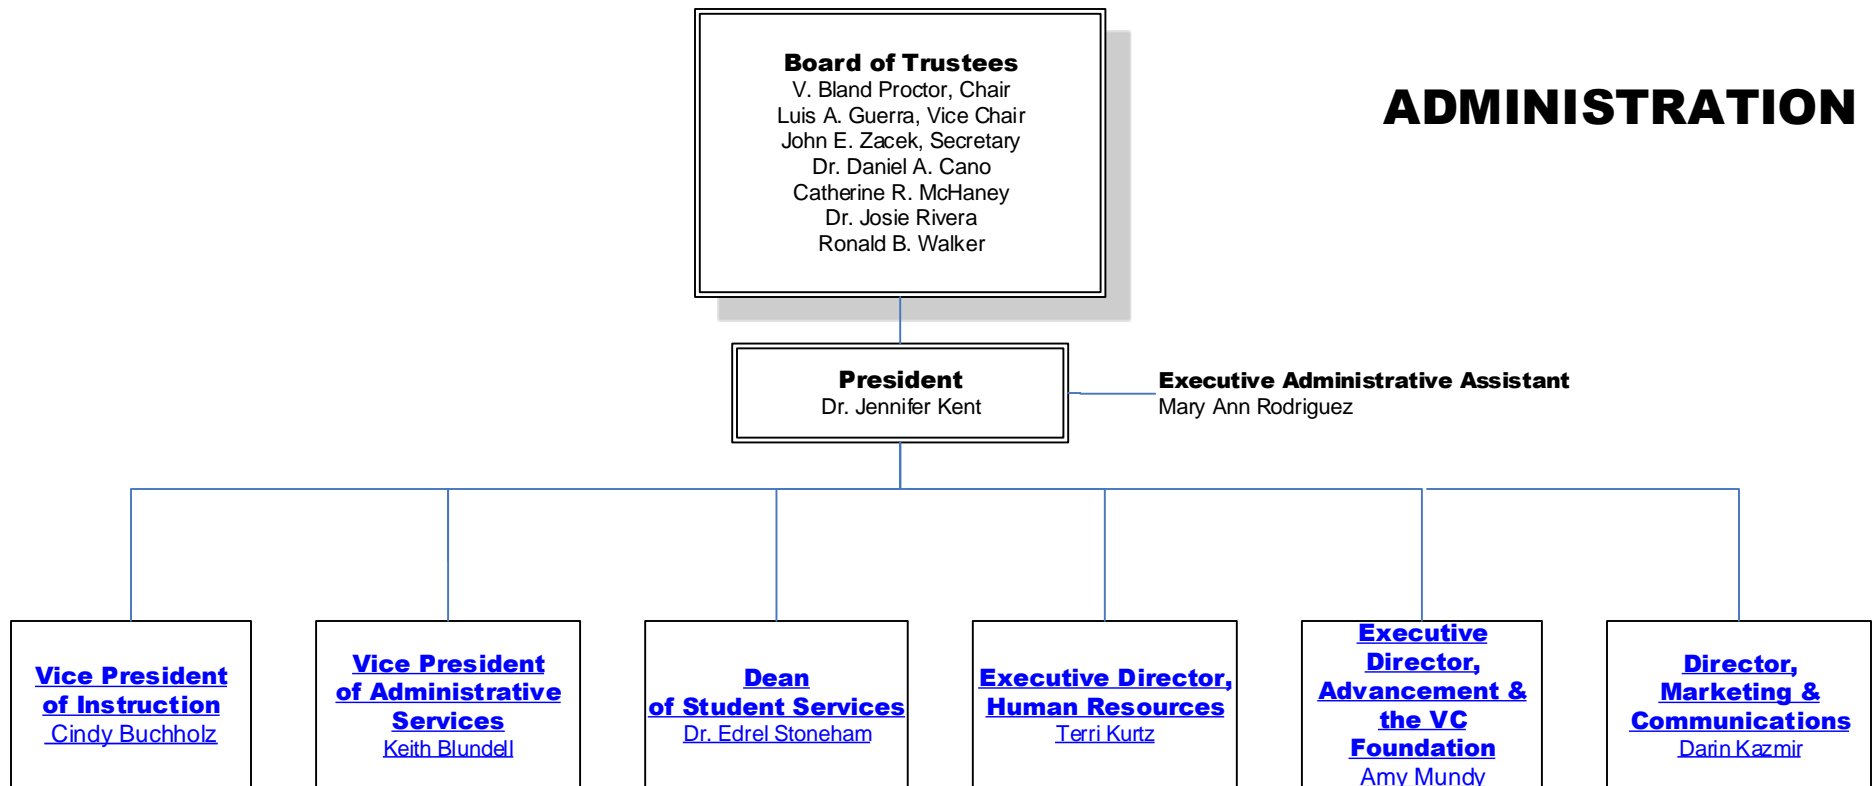 Board of Trustees
V. Bland Proctor, Chair
Luis A. Guerra, Vice Chair
John E. Zacek, Secretary
Dr. Daniel A. Cano
Catherine R. McHaney
Dr. Josie Rivera
Ronald B. Walker
ADMINISTRATION
President
Dr. Jennifer Kent
Executive Administrative Assistant
Mary Ann Rodriguez
Vice President
of Instruction
Cindy Buchholz
Vice President
of Administrative
Services
Keith Blundell
Dean
of Student Services
Dr. Edrel Stoneham
Executive Director,
Human Resources
Terri Kurtz
Executive
Director,
Advancement &
the VC
Foundation
Amy Mundy
Director,
Marketing &
Communications
Darin Kazmir